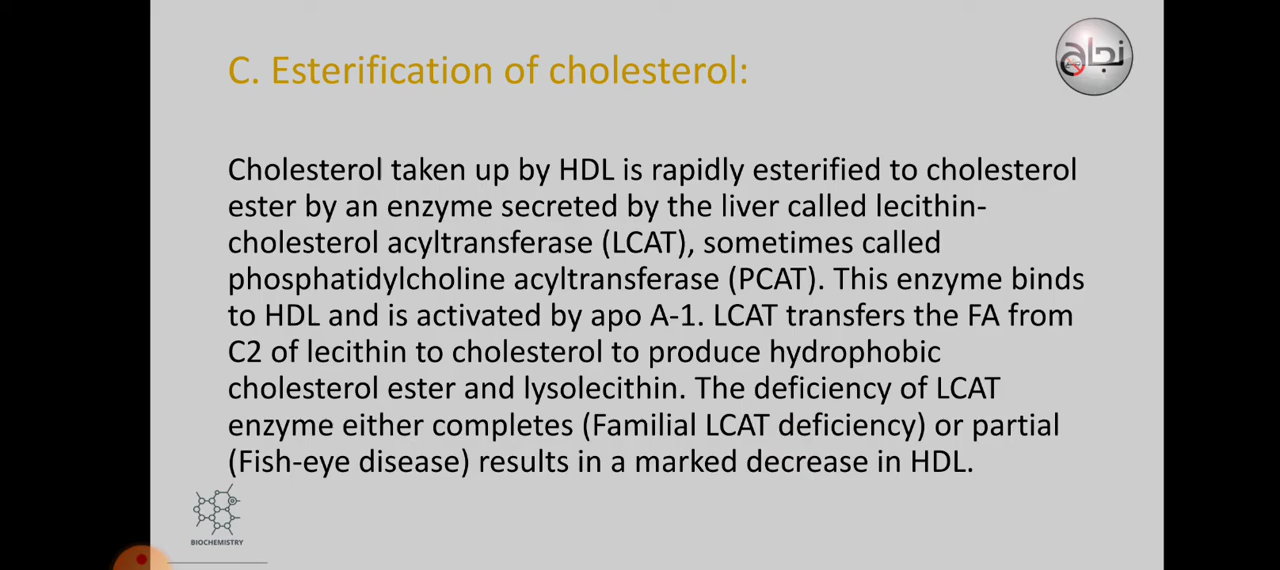 C. Esterification of cholesterol:
نجاح
Cholesterol taken up by HDL is rapidly esterified to cholesterol
ester by an enzyme secreted by the liver called lecithin-
cholesterol acyltransferase (LCAT), sometimes called
phosphatidylcholine acyltransferase (PCAT). This enzyme binds
to HDL and is activated by apo A-1. LCAT transfers the FA from
C2 of lecithin to cholesterol to produce hydrophobic
cholesterol ester and lysolecithin. The deficiency of LCAT
enzyme either completes (Familial LCAT deficiency) or partial
(Fish-eye disease) results in a marked decrease in HDL.
BIOCHEMISTRY